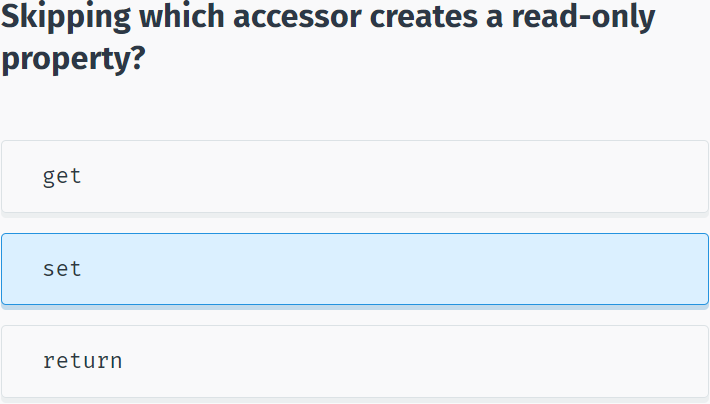 Skipping which accessor creates a read-only
property?
get
set
return